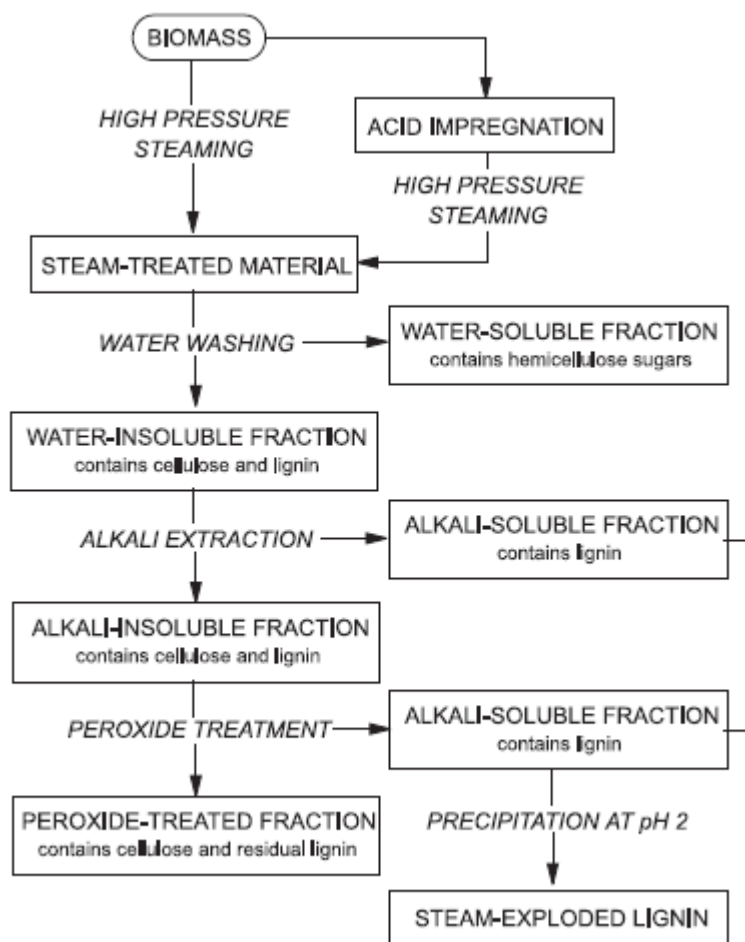 BIOMASS
HIGH PRESSURE
STEAMING
ACID IMPREGNATION
HIGH PRESSURE
STEAMING
STEAM-TREATED MATERIAL
WATER WASHING
WATER-SOLUBLE FRACTION
contains hemicellulose sugars
WATER-INSOLUBLE FRACTION
contains cellulose and lignin
ALKALI EXTRACTION
ALKALI-SOLUBLE FRACTION
contains lignin
ALKALI-INSOLUBLE FRACTION
contains cellulose and lignin
PEROXIDE TREATMENT
ALKALI-SOLUBLE FRACTION
contains lignin
PEROXIDE-TREATED FRACTION
contains cellulose and residual lignin
PRECIPITATION AT pH 2
STEAM-EXPLODED LIGNIN